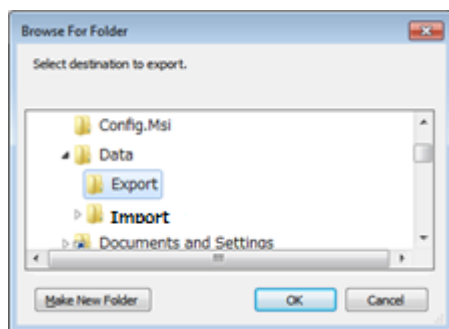 Browse For Folder
Select destination to export.
Config.Msi
Data
Export
Import
Documents and Settings
Make New Folder
OK
Cancel